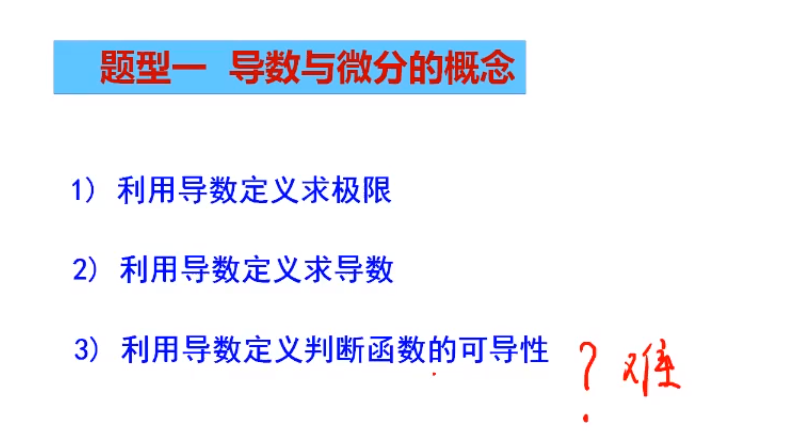 题型一 导数与微分的概念
1) 利用导数定义求极限
2) 利用导数定义求导数
3) 利用导数定义判断函数的可导性 ? 难